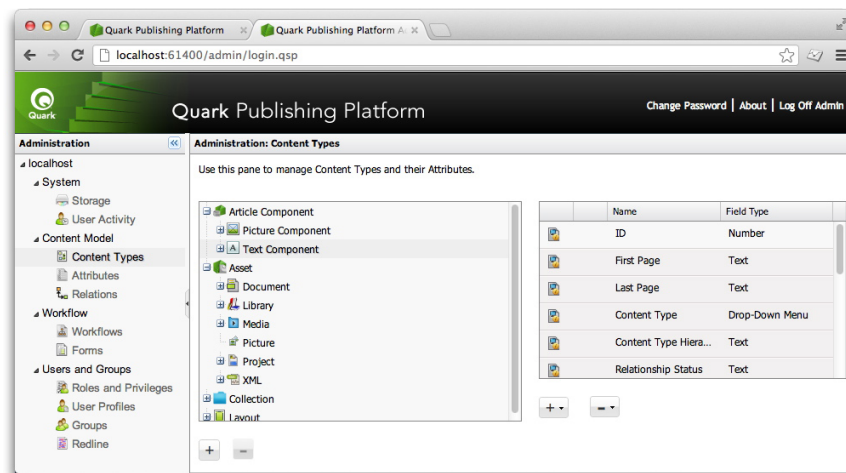 Quark Publishing Platform
Quark Publishing Platform A
localhost:61400/admin/login.qsp
Quark
Quark Publishing Platform
Change Password | About | Log Off Admin
Administration
localhost
System
Storage
User Activity
Content Model
Content Types
Attributes
Relations
Workflow
Workflows
Forms
Users and Groups
Roles and Privileges
User Profiles
Groups
Redline
Administration: Content Types
Use this pane to manage Content Types and their Attributes.
Article Component
Picture Component
Text Component
Asset
Document
Library
Media
Picture
Project
XML
Collection
Layout
Name Field Type
ID Number
First Page Text
Last Page Text
Content Type Drop-Down Menu
Content Type Hiera... Text
Relationship Status Text